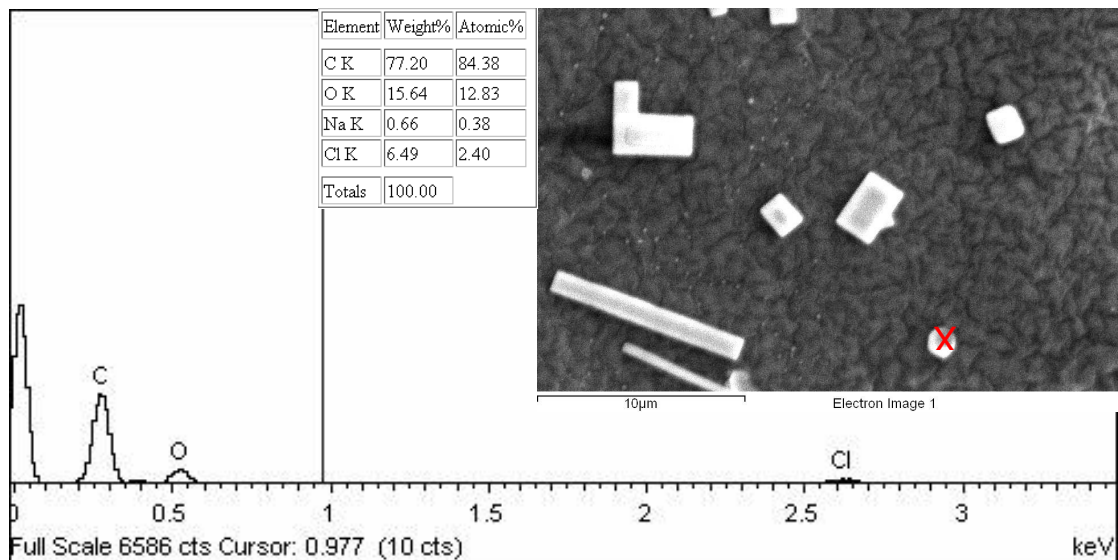 Element Weight% Atomic%
C K 77.20 84.38
O K 15.64 12.83
Na K 0.66 0.38
Cl K 6.49 2.40
Totals 100.00
X
10µm Electron Image 1
C
O
Cl
0 0.5 1 1.5 2 2.5 3
Full Scale 6586 cts Cursor: 0.977 (10 cts) keV